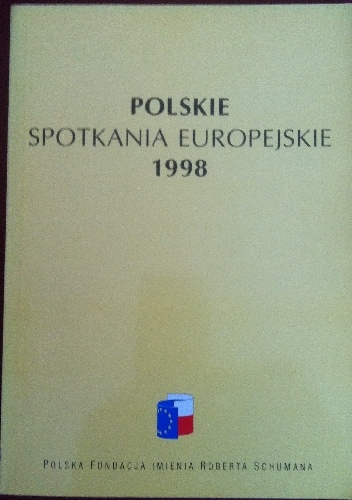 POLSKIE
SPOTKANIA EUROPEJSKIE
1998
POLSKA FUNDACJA IMIENIA ROBERTA SCHUMANA